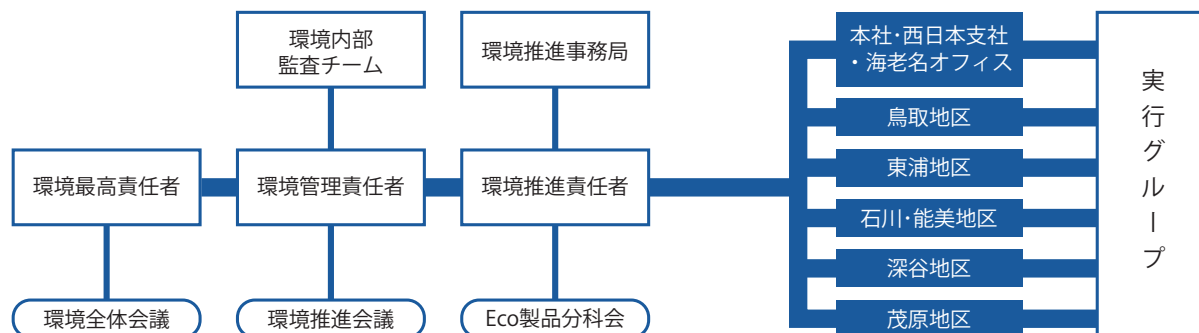 環境内部
監査チーム
環境推進事務局
本社･西日本支社
・海老名オフィス
鳥取地区
環境最高責任者
環境管理責任者
環境推進責任者
東浦地区
石川･能美地区
深谷地区
茂原地区
実行グループ
環境全体会議
環境推進会議
Eco製品分科会